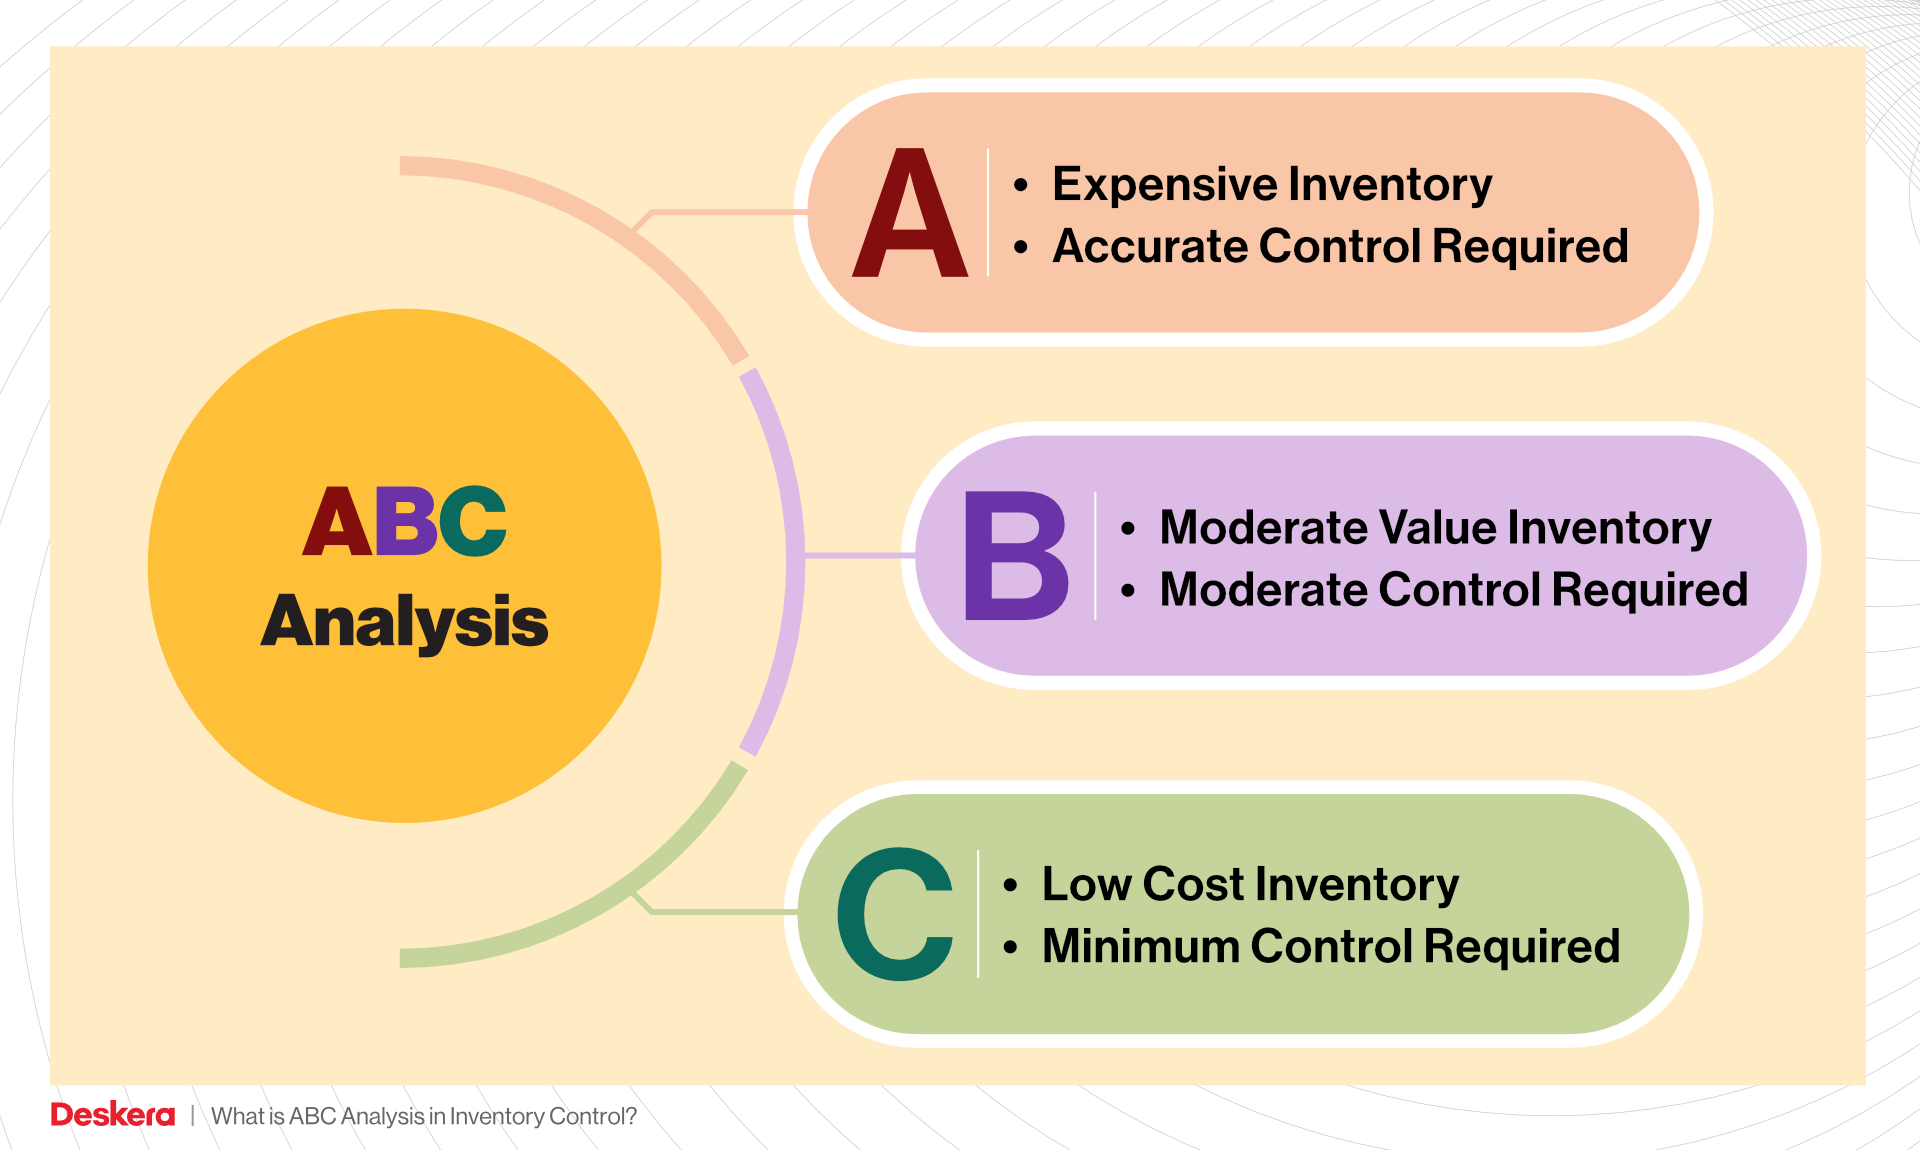 ABC
Analysis
A
• Expensive Inventory
• Accurate Control Required
B
• Moderate Value Inventory
• Moderate Control Required
C
• Low Cost Inventory
• Minimum Control Required
Deskera | What is ABC Analysis in Inventory Control?